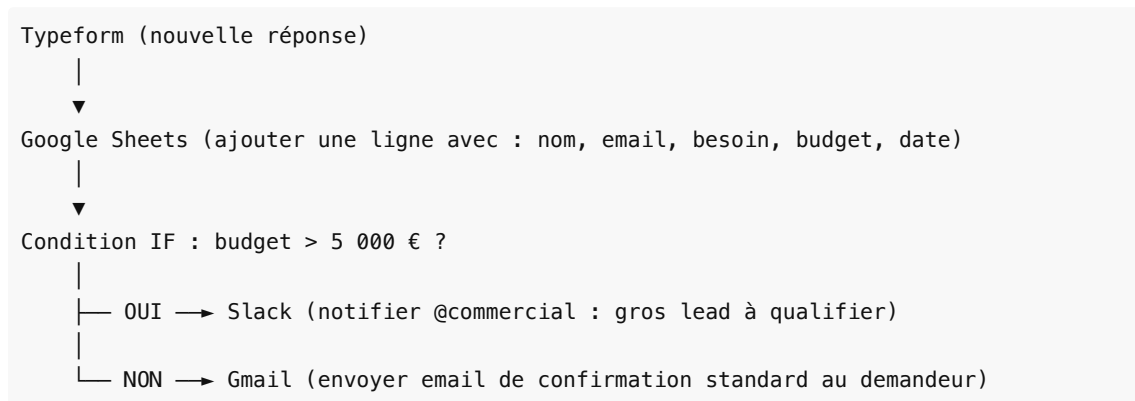 Typeform (nouvelle réponse)
│
▼
Google Sheets (ajouter une ligne avec : nom, email, besoin, budget, date)
│
▼
Condition IF : budget > 5 000 € ?
│
├── OUI ─► Slack (notifier @commercial : gros lead à qualifier)
│
└── NON ─► Gmail (envoyer email de confirmation standard au demandeur)